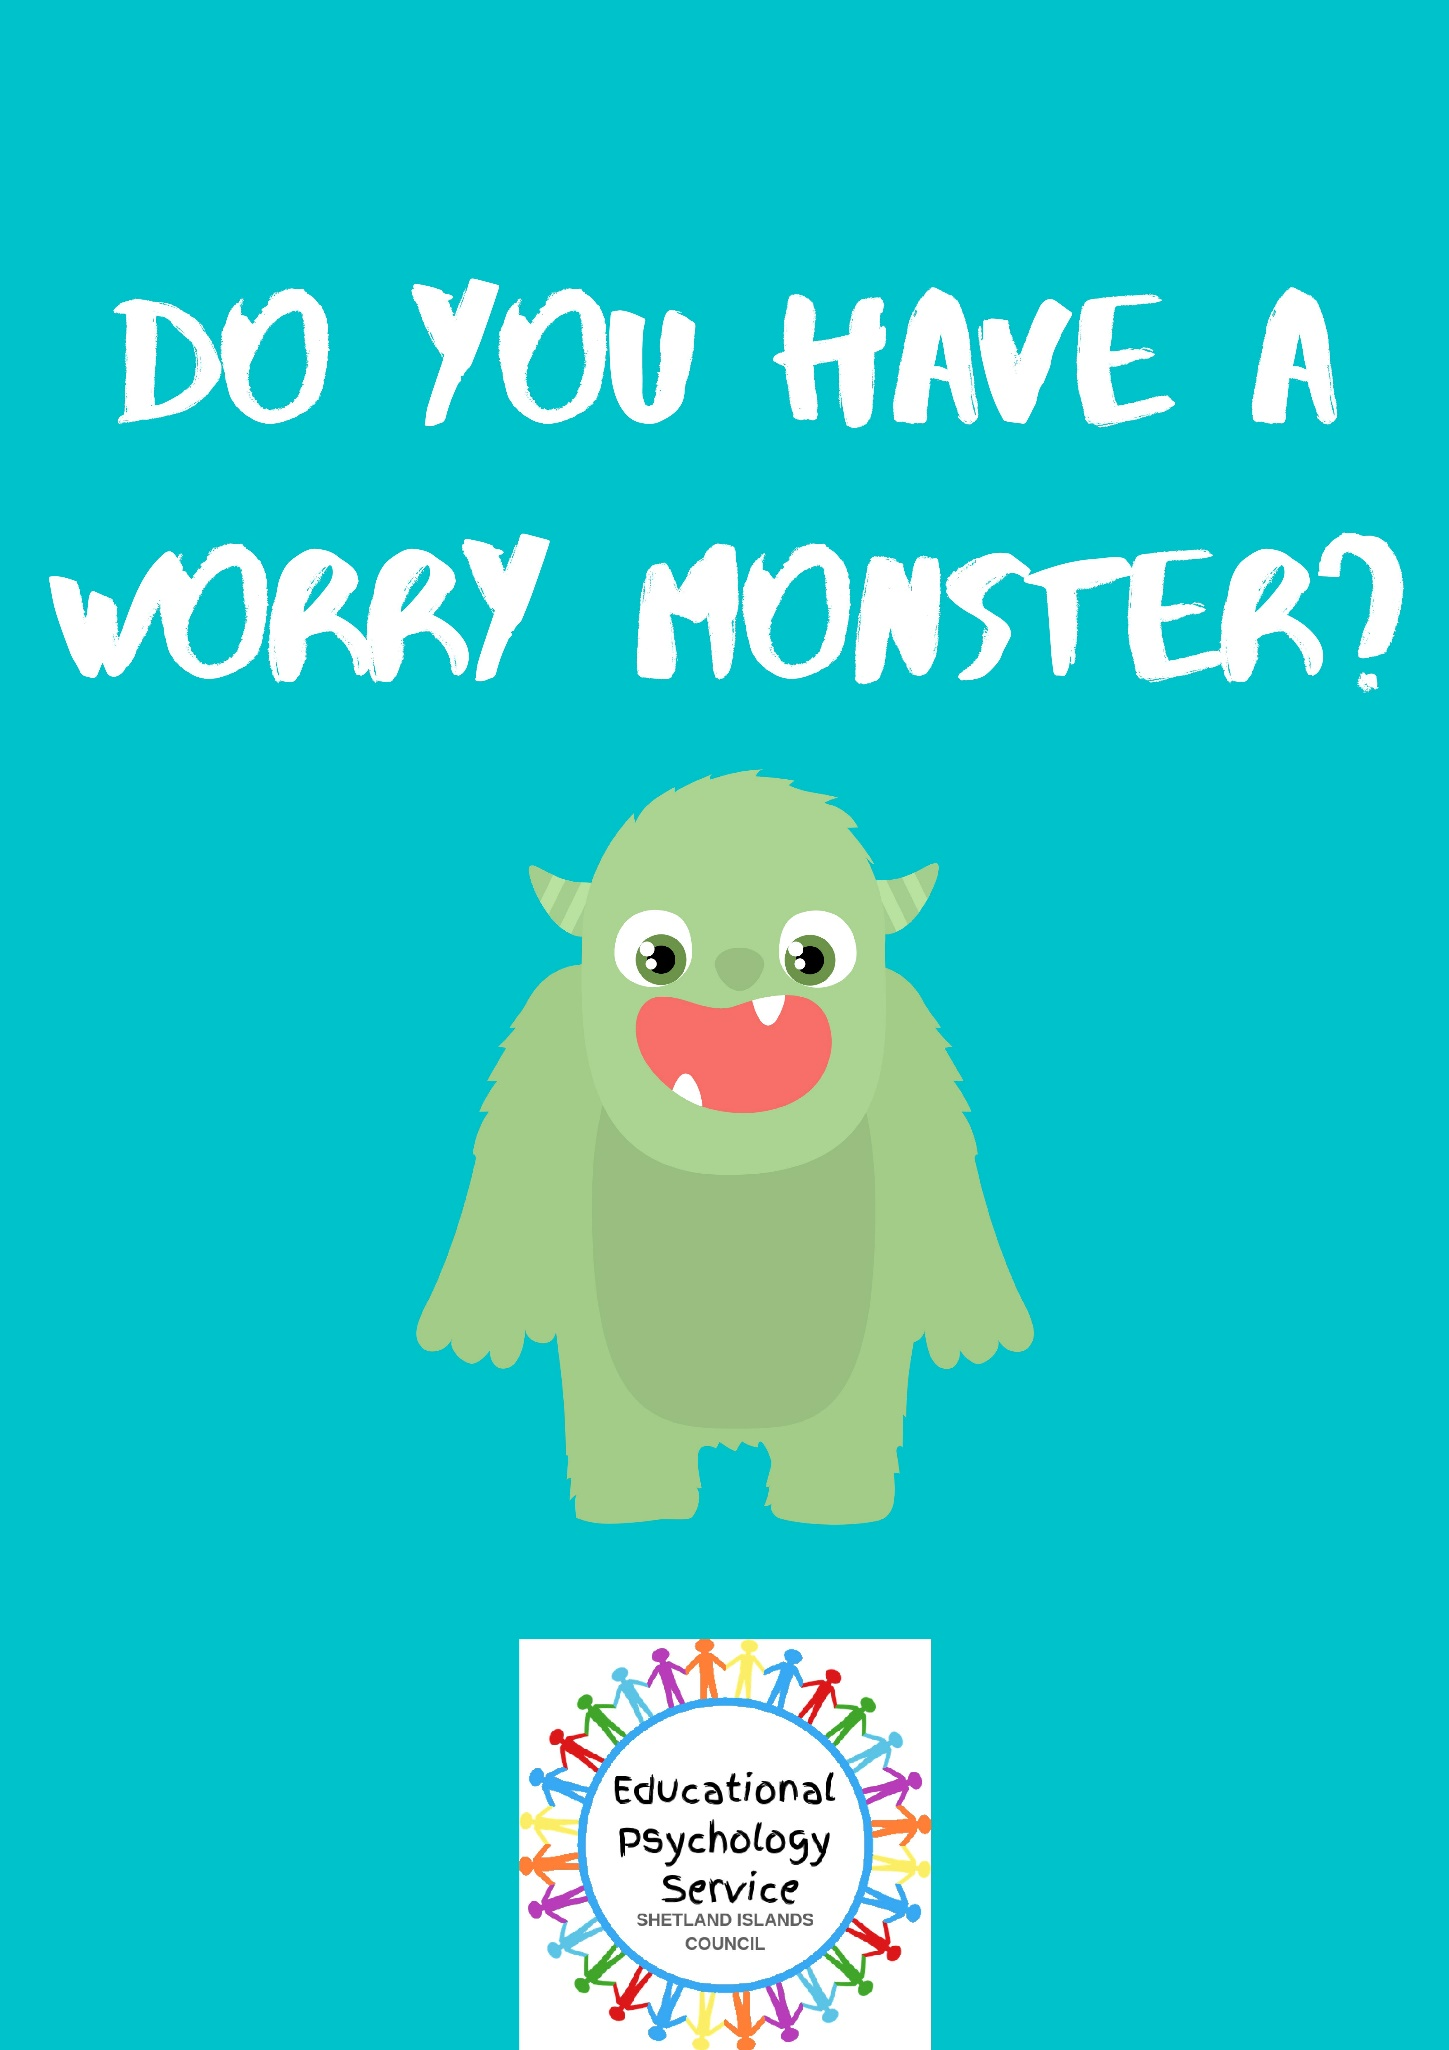 DO YOU HAVE A
WORRY MONSTER?
Educational
Psychology
Service
SHETLAND ISLANDS
COUNCIL